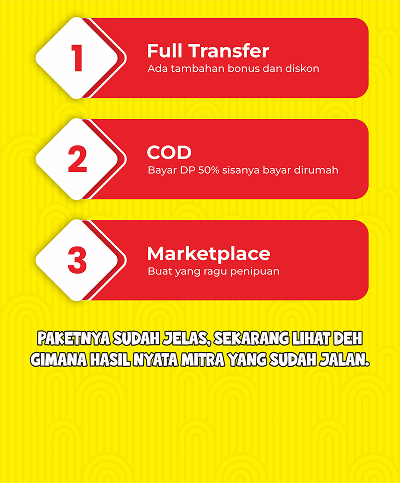 1
Full Transfer
Ada tambahan bonus dan diskon
2
COD
Bayar DP 50% sisanya bayar dirumah
3
Marketplace
Buat yang ragu penipuan
PAKETNYA SUDAH JELAS, SEKARANG LIHAT DEH
GIMANA HASIL NYATA MITRA YANG SUDAH JALAN.